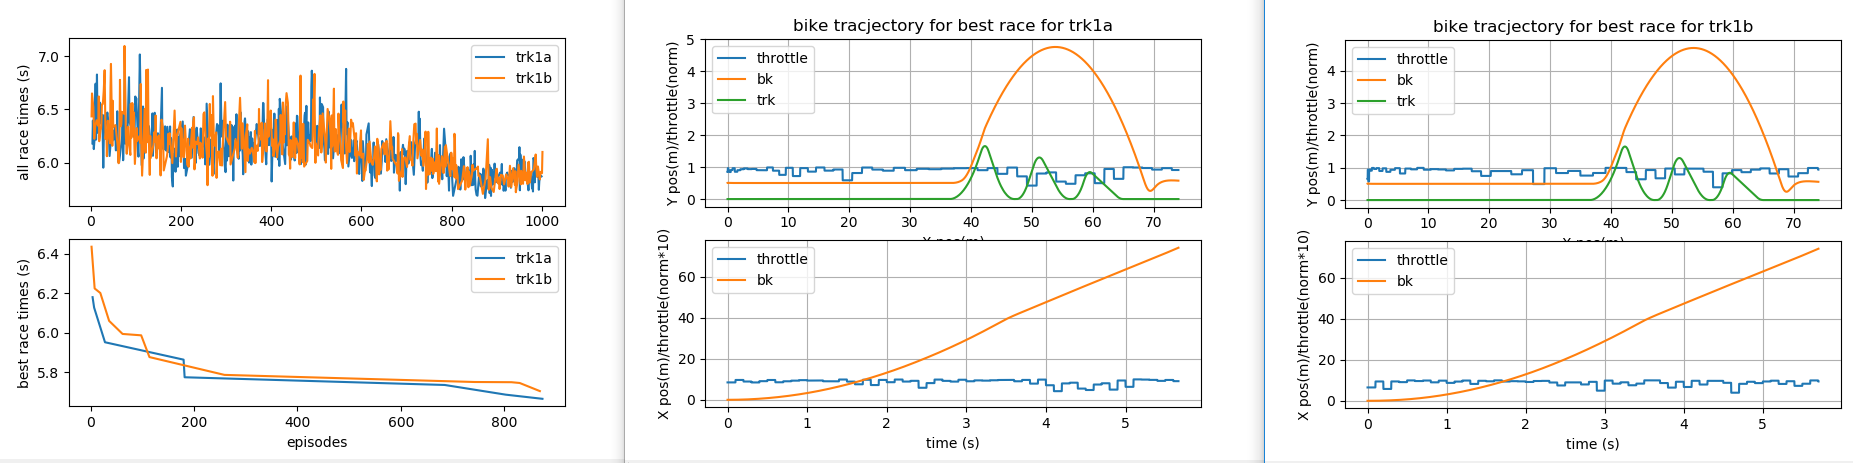 all race times (s)
7.0
6.5
6.0
trk1a
trk1b
0 200 400 600 800 1000
best race times (s)
6.4
6.2
6.0
5.8
trk1a
trk1b
0 200 400 600 800
episodes
bike tracjectory for best race for trk1a
Y pos(m)/throttle(norm)
5
4
3
2
1
0
throttle
bk
trk
0 10 20 30 40 50 60 70
X pos(m)
X pos(m)/throttle(norm*10)
60
40
20
0
throttle
bk
0 1 2 3 4 5
time (s)
bike tracjectory for best race for trk1b
Y pos(m)/throttle(norm)
4
3
2
1
0
throttle
bk
trk
0 10 20 30 40 50 60 70
X pos(m)
X pos(m)/throttle(norm*10)
60
40
20
0
throttle
bk
0 1 2 3 4 5
time (s)